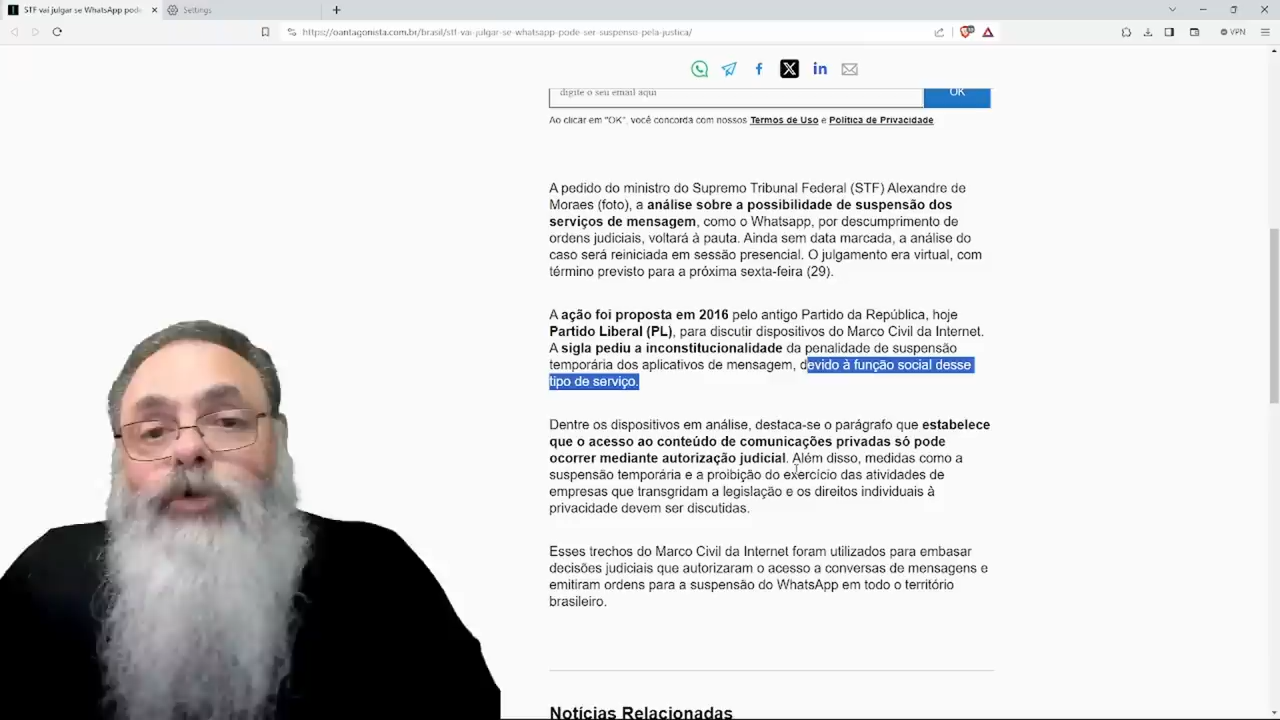 STF vai julgar se WhatsApp pode
Settings
https://oantagonista.com.br/brasil/stf-vai-julgar-se-whatsapp-pode-ser-suspenso-pela-justica/
VPN
digite o seu email aqui
OK
Ao clicar em "OK", você concorda com nossos Termos de Uso e Política de Privacidade
A pedido do ministro do Supremo Tribunal Federal (STF) Alexandre de
Moraes (foto), a análise sobre a possibilidade de suspensão dos
serviços de mensagem, como o Whatsapp, por descumprimento de
ordens judiciais, voltará à pauta. Ainda sem data marcada, a análise do
caso será reiniciada em sessão presencial. O julgamento era virtual, com
término previsto para a próxima sexta-feira (29).
A ação foi proposta em 2016 pelo antigo Partido da República, hoje
Partido Liberal (PL), para discutir dispositivos do Marco Civil da Internet.
A sigla pediu a inconstitucionalidade da penalidade de suspensão
temporária dos aplicativos de mensagem, devido à função social desse
tipo de serviço.
Dentre os dispositivos em análise, destaca-se o parágrafo que estabelece
que o acesso ao conteúdo de comunicações privadas só pode
ocorrer mediante autorização judicial. Além disso, medidas como a
suspensão temporária e a proibição do exercício das atividades de
empresas que transgridam a legislação e os direitos individuais à
privacidade devem ser discutidas.
Esses trechos do Marco Civil da Internet foram utilizados para embasar
decisões judiciais que autorizaram o acesso a conversas de mensagens e
emitiram ordens para a suspensão do WhatsApp em todo o território
brasileiro.
Notícias Relacionadas